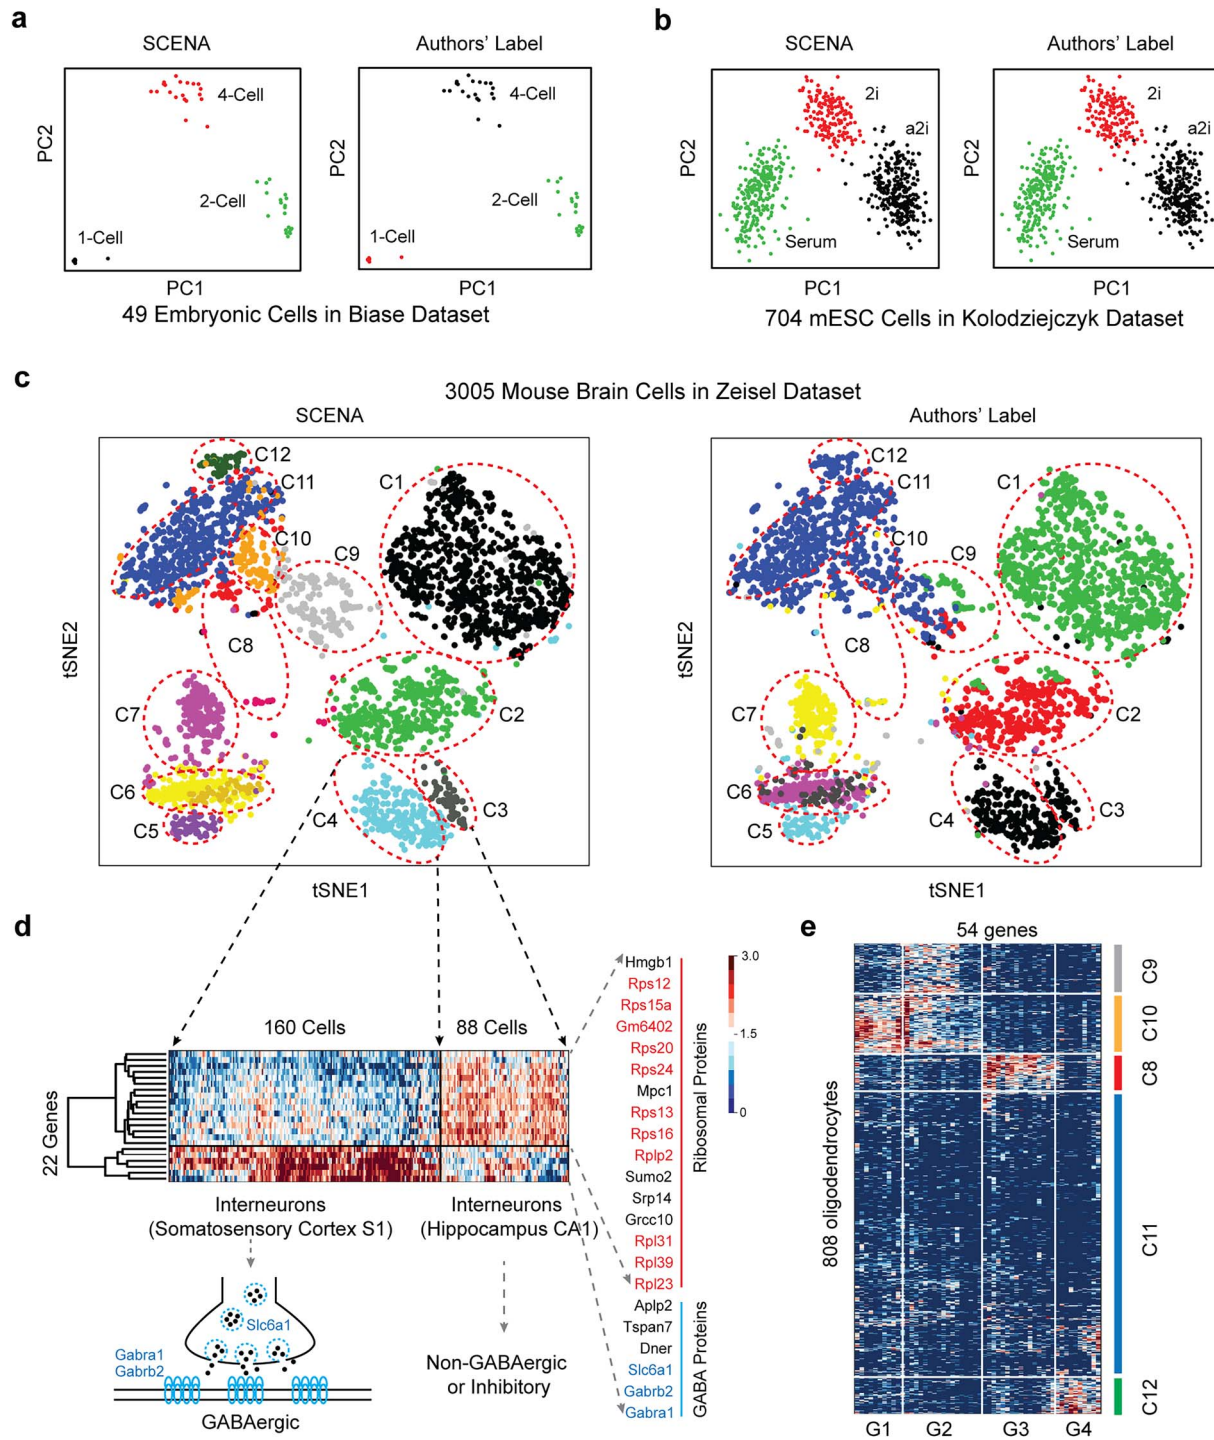 a
SCENA
Authors' Label
4-Cell
4-Cell
2-Cell
2-Cell
1-Cell
1-Cell
PC2
PC2
PC1
PC1
49 Embryonic Cells in Biase Dataset
b
SCENA
Authors' Label
2i
2i
a2i
a2i
Serum
Serum
PC2
PC2
PC1
PC1
704 mESC Cells in Kolodziejczyk Dataset
c
3005 Mouse Brain Cells in Zeisel Dataset
SCENA
Authors' Label
C12
C11
C1
C10
C9
C8
C7
C2
C6
C5
C4
C3
tSNE2
tSNE1
C12
C11
C1
C10
C9
C8
C7
C2
C6
C5
C4
C3
tSNE2
tSNE1
d
160 Cells
88 Cells
22 Genes
Interneurons
(Somatosensory Cortex S1)
Interneurons
(Hippocampus CA1)
Slc6a1
Gabra1
Gabrb2
GABAergic
Non-GABAergic
or Inhibitory
Hmgb1
Rps12
Rps15a
Gm6402
Rps20
Rps24
Mpc1
Rps13
Rps16
Rplp2
Sumo2
Srp14
Grcc10
Rpl31
Rpl39
Rpl23
Aplp2
Tspan7
Dner
Slc6a1
Gabrb2
Gabra1
Ribosomal Proteins
GABA Proteins
3.0
1.5
0
e
54 genes
808 oligodendrocytes
C9
C10
C8
C11
C12
G1
G2
G3
G4